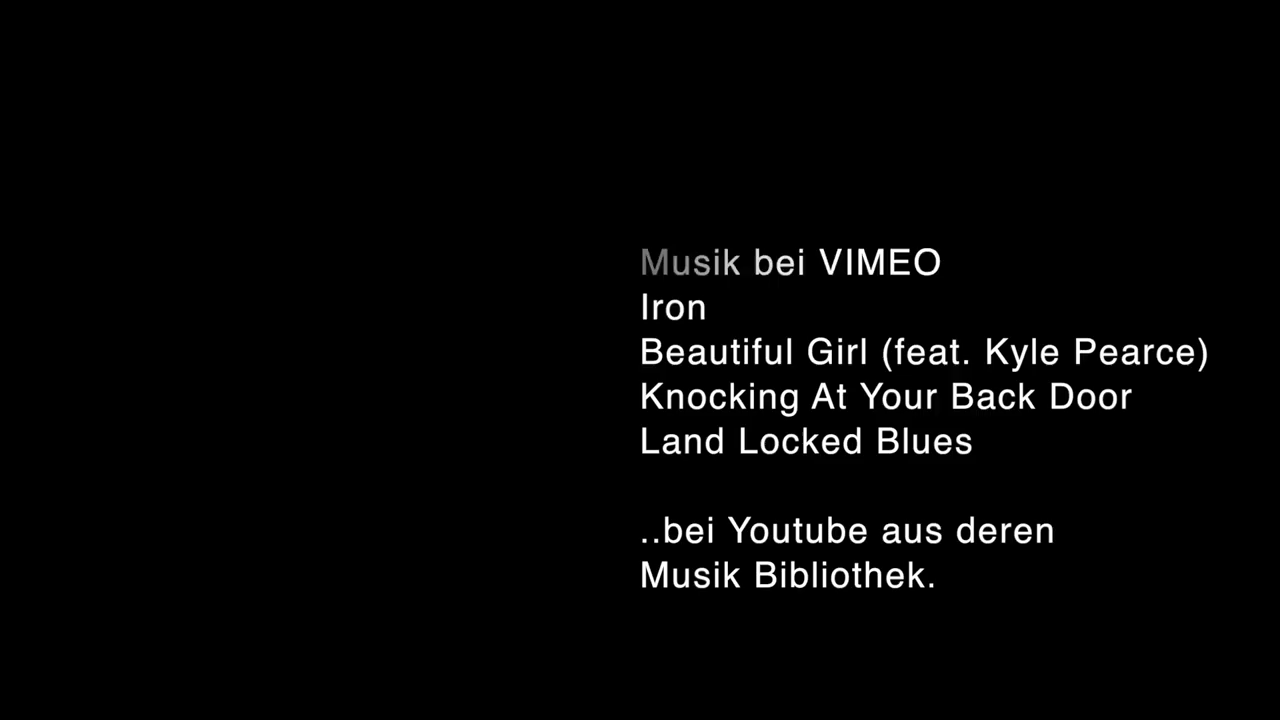 Musik bei VIMEO
Iron
Beautiful Girl (feat. Kyle Pearce)
Knocking At Your Back Door
Land Locked Blues
..bei Youtube aus deren
Musik Bibliothek.